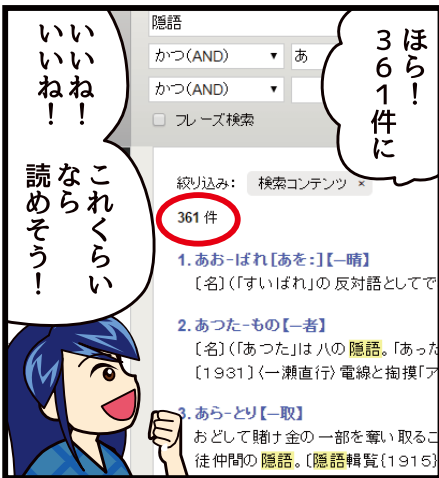 ほら!
361件に
いいね!
いいね!
これくらい
なら
読めそう!
隠語
かつ(AND) ▼ あ
かつ(AND) ▼
フレーズ検索
絞り込み: 検索コンテンツ ×
361 件
1. あお‐ばれ[あを:]【―晴】
〔名〕(「すいばれ」の反対語としてで
2. あつた‐もの【―者】
〔名〕(「あつた」は八の隠語。「あった
〔1931〕〈一瀬直行〉電線と掏摸「ア
3. あら‐とり【―取】
おどして賭け金の一部を奪い取るこ
徒仲間の隠語。〔隠語輯覧{1915}